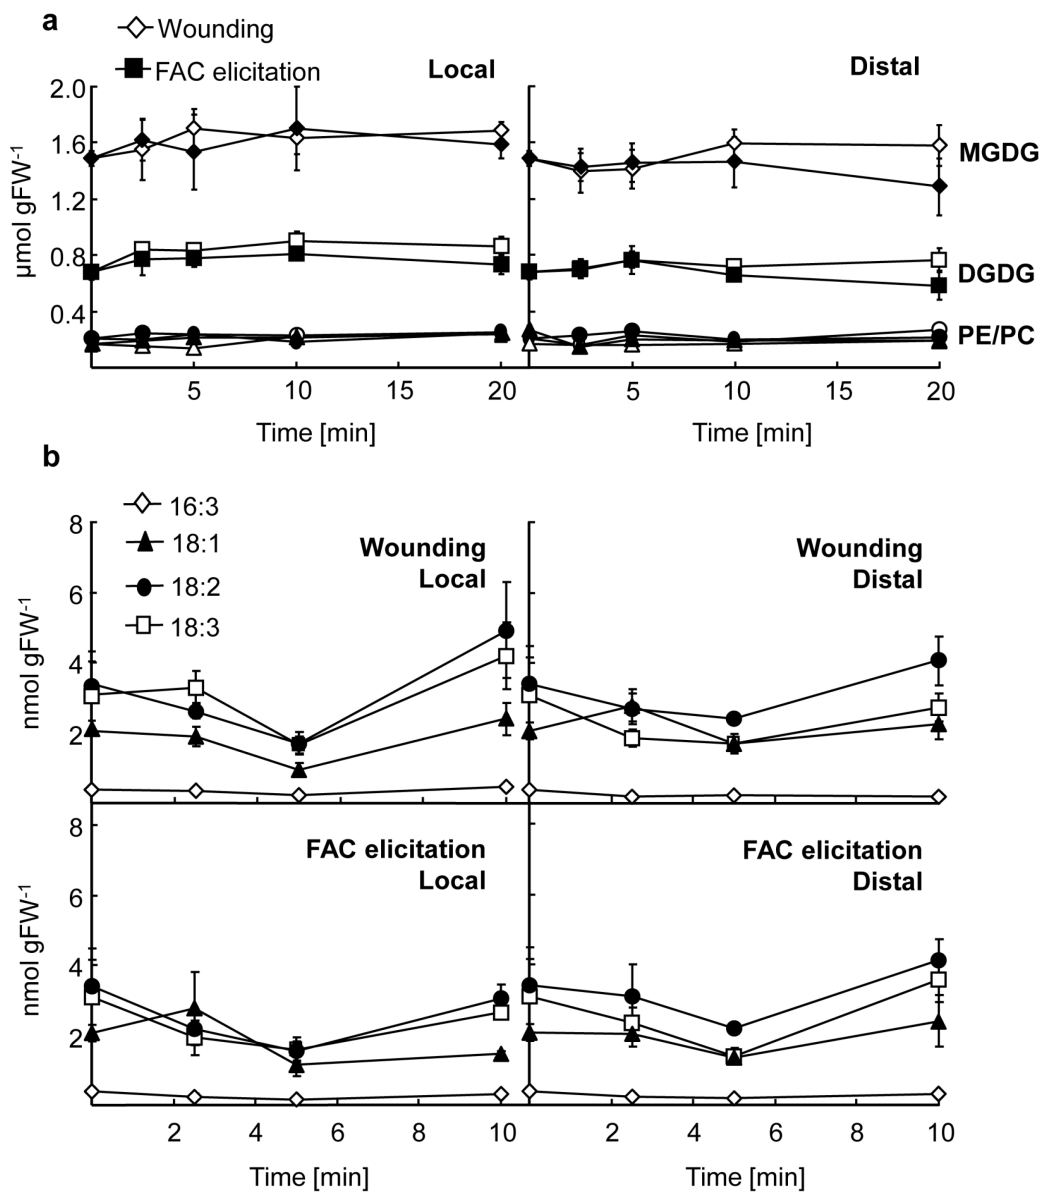 a
Wounding
FAC elicitation
Local
Distal
2.0
1.6
1.2
0.8
0.4
µmol gFW-1
MGDG
DGDG
PE/PC
5 10 15 20
5 10 15 20
Time [min]
Time [min]
b
16:3
18:1
18:2
18:3
8
6
4
2
nmol gFW-1
Wounding
Local
Wounding
Distal
8
6
4
2
nmol gFW-1
FAC elicitation
Local
FAC elicitation
Distal
2 4 6 8 10
2 4 6 8 10
Time [min]
Time [min]